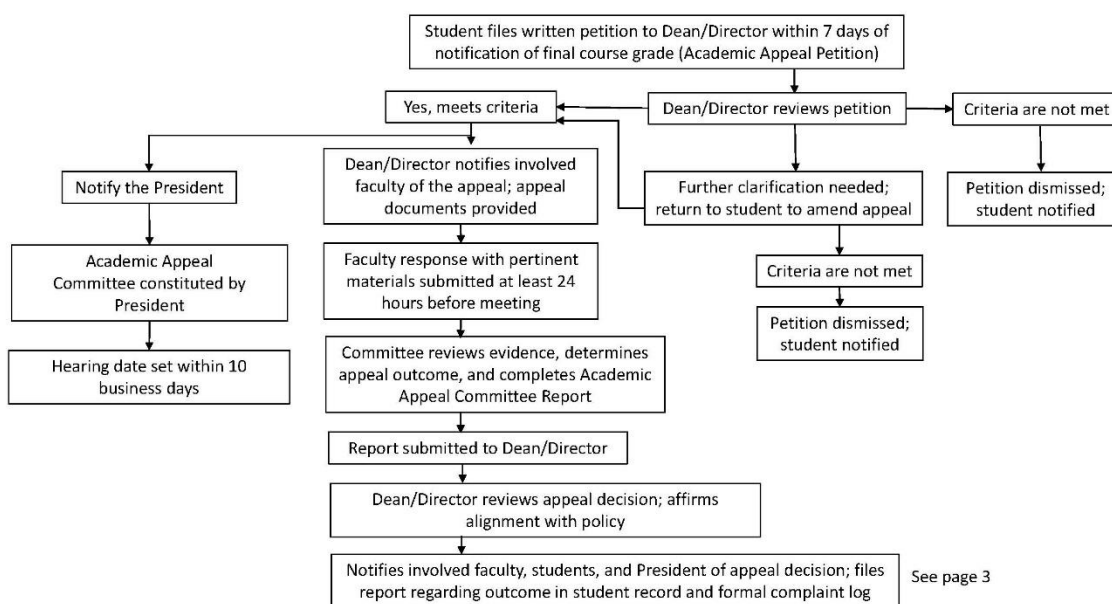 Student files written petition to Dean/Director within 7 days of
notification of final course grade (Academic Appeal Petition)
Yes, meets criteria
Dean/Director reviews petition
Criteria are not met
Notify the President
Dean/Director notifies involved
faculty of the appeal; appeal
documents provided
Further clarification needed;
return to student to amend appeal
Petition dismissed;
student notified
Academic Appeal
Committee constituted by
President
Faculty response with pertinent
materials submitted at least 24
hours before meeting
Criteria are not met
Petition dismissed;
student notified
Hearing date set within 10
business days
Committee reviews evidence, determines
appeal outcome, and completes Academic
Appeal Committee Report
Report submitted to Dean/Director
Dean/Director reviews appeal decision; affirms
alignment with policy
Notifies involved faculty, students, and President of appeal decision; files
report regarding outcome in student record and formal complaint log
See page 3